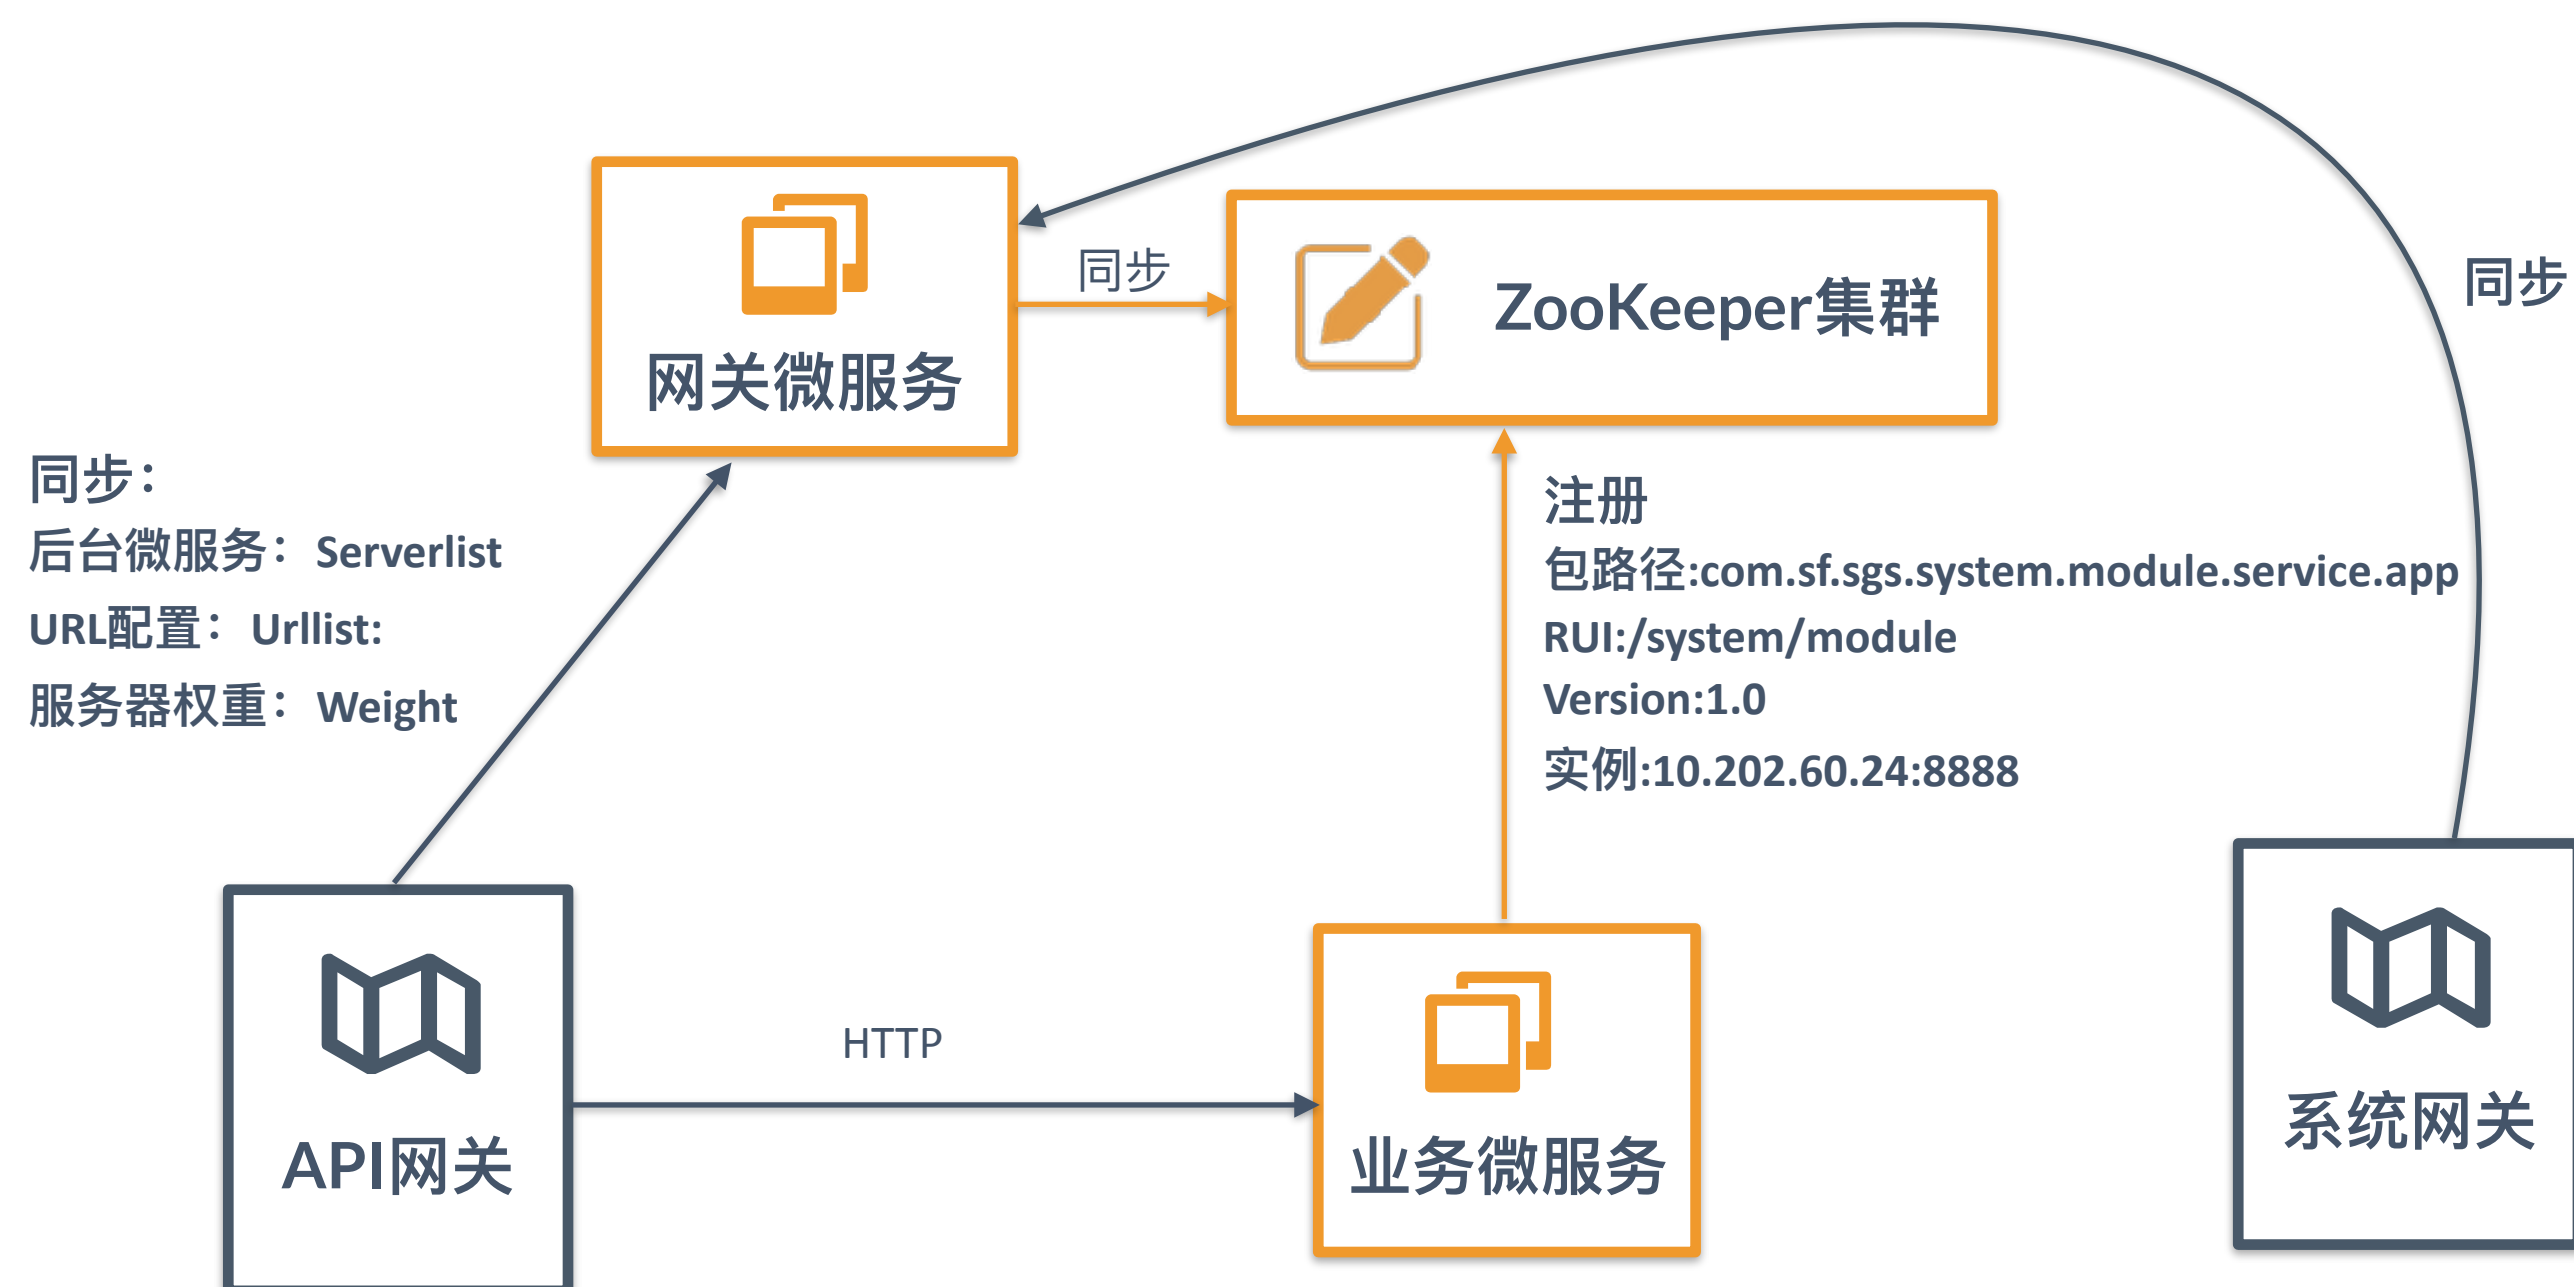 同步
ZooKeeper集群
同步
网关微服务
同步：
后台微服务：Serverlist
URL配置：Urllist:
服务器权重：Weight
注册
包路径:com.sf.sgs.system.module.service.app
RUI:/system/module
Version:1.0
实例:10.202.60.24:8888
HTTP
API网关
业务微服务
系统网关